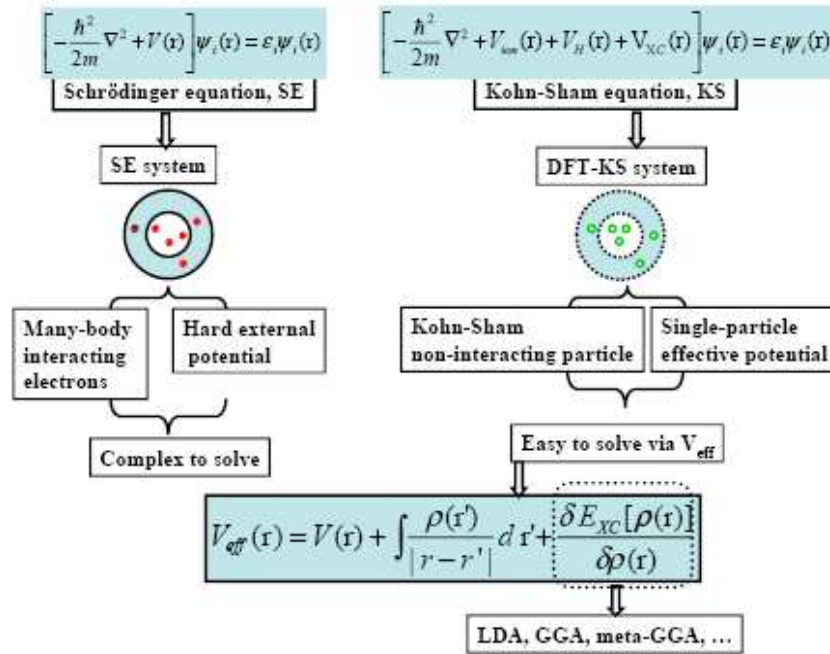 [-ℏ²/2m ∇² + V(r)]ψᵢ(r) = εᵢψᵢ(r)
Schrödinger equation, SE
SE system
Many-body
interacting
electrons
Hard external
potential
Complex to solve
[-ℏ²/2m ∇² + V_ion(r) + V_H(r) + V_XC(r)]ψᵢ(r) = εᵢψᵢ(r)
Kohn-Sham equation, KS
DFT-KS system
Kohn-Sham
non-interacting particle
Single-particle
effective potential
Easy to solve via V_eff
V_eff(r) = V(r) + ∫ρ(r')/|r-r'| d r' + δE_XC[ρ(r)]/δρ(r)
LDA, GGA, meta-GGA, ...